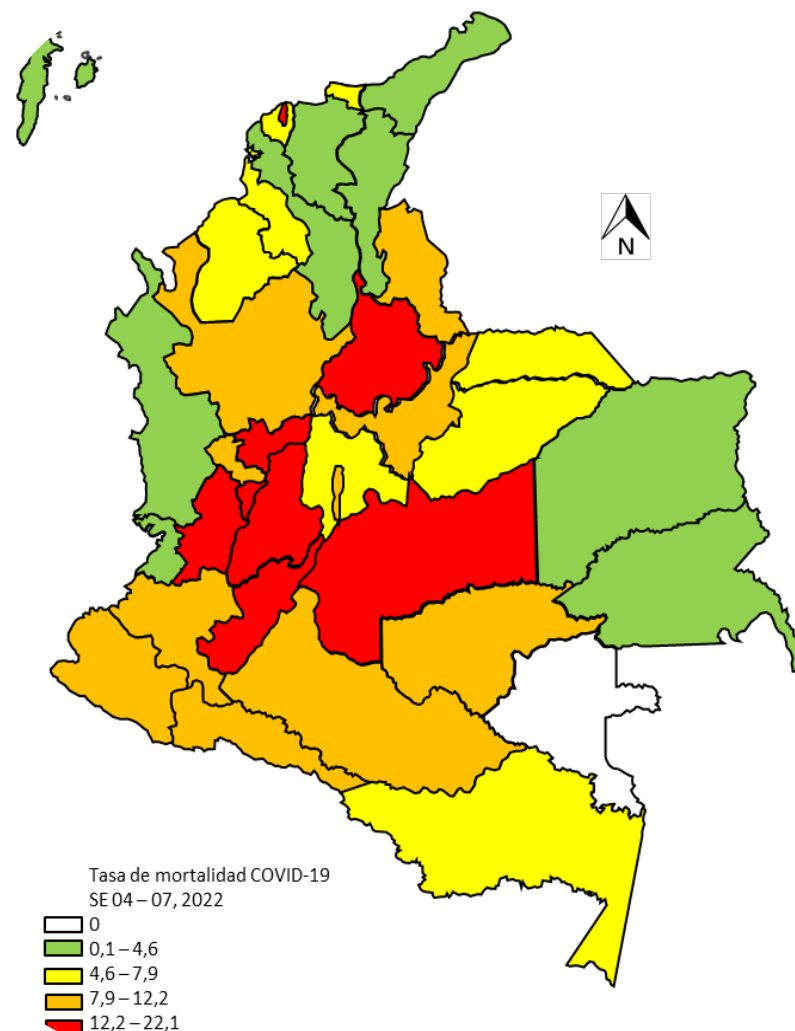 N
Tasa de mortalidad COVID-19
SE 04 – 07, 2022
0
0,1 – 4,6
4,6 – 7,9
7,9 – 12,2
12,2 – 22,1